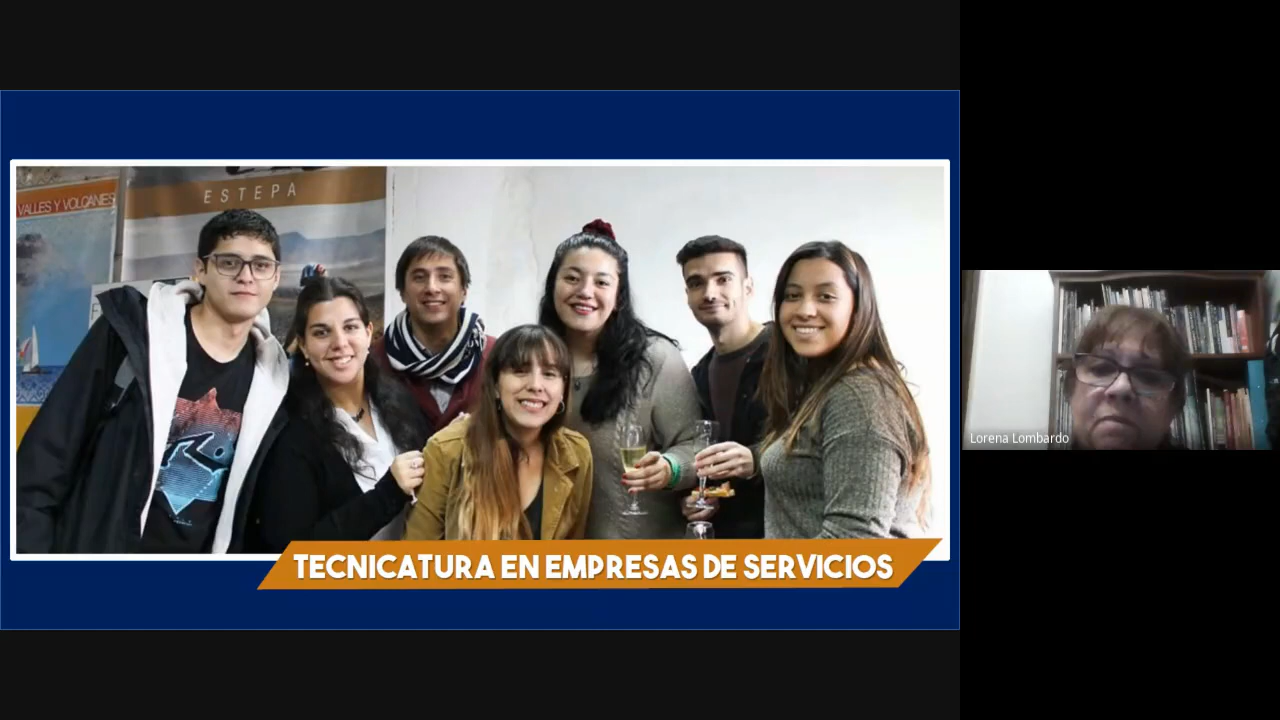 VALLES Y VOLCANES
ESTEPA
TECNICATURA EN EMPRESAS DE SERVICIOS
Lorena Lombardo